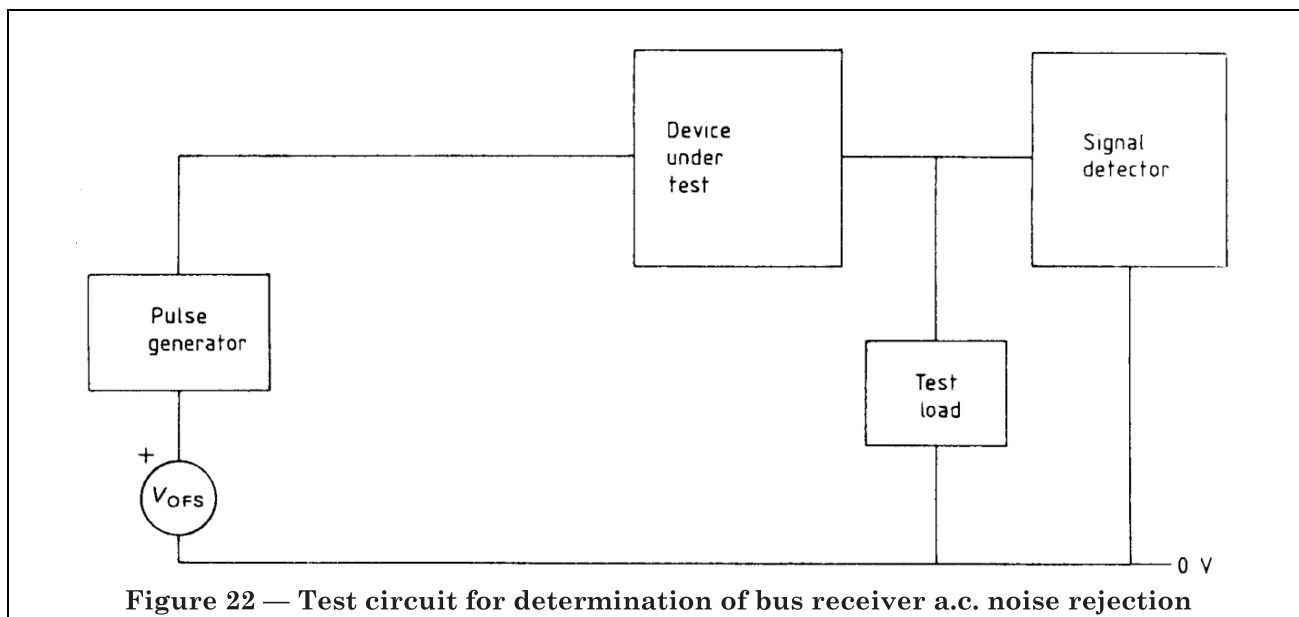 Device
under
test
Signal
detector
Pulse
generator
Test
load
+
VOFS
0 V
Figure 22 — Test circuit for determination of bus receiver a.c. noise rejection